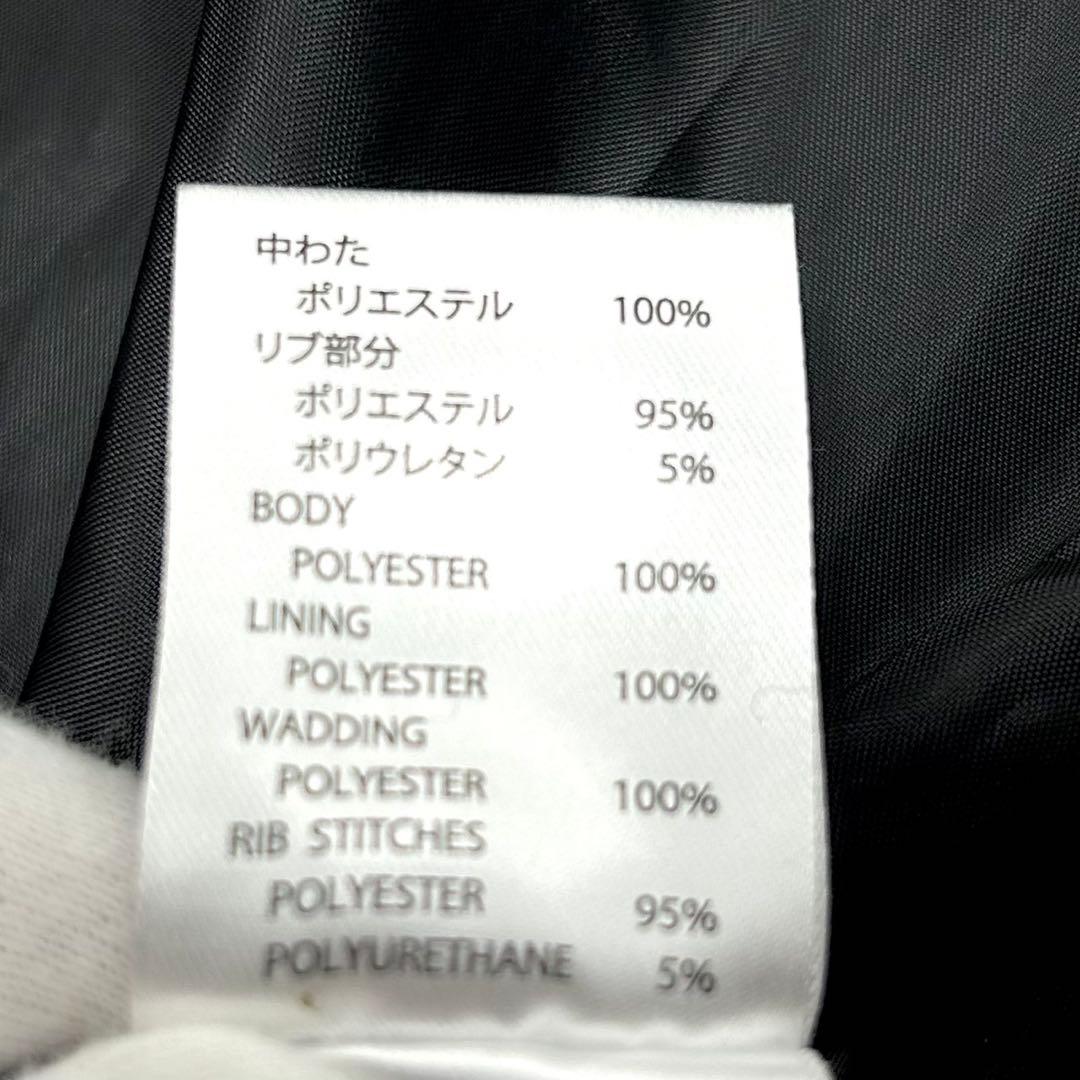 中わた
ポリエステル 100%
リブ部分
ポリエステル 95%
ポリウレタン 5%
BODY
POLYESTER 100%
LINING
POLYESTER 100%
WADDING
POLYESTER 100%
RIB STITCHES
POLYESTER 95%
POLYURETHANE 5%